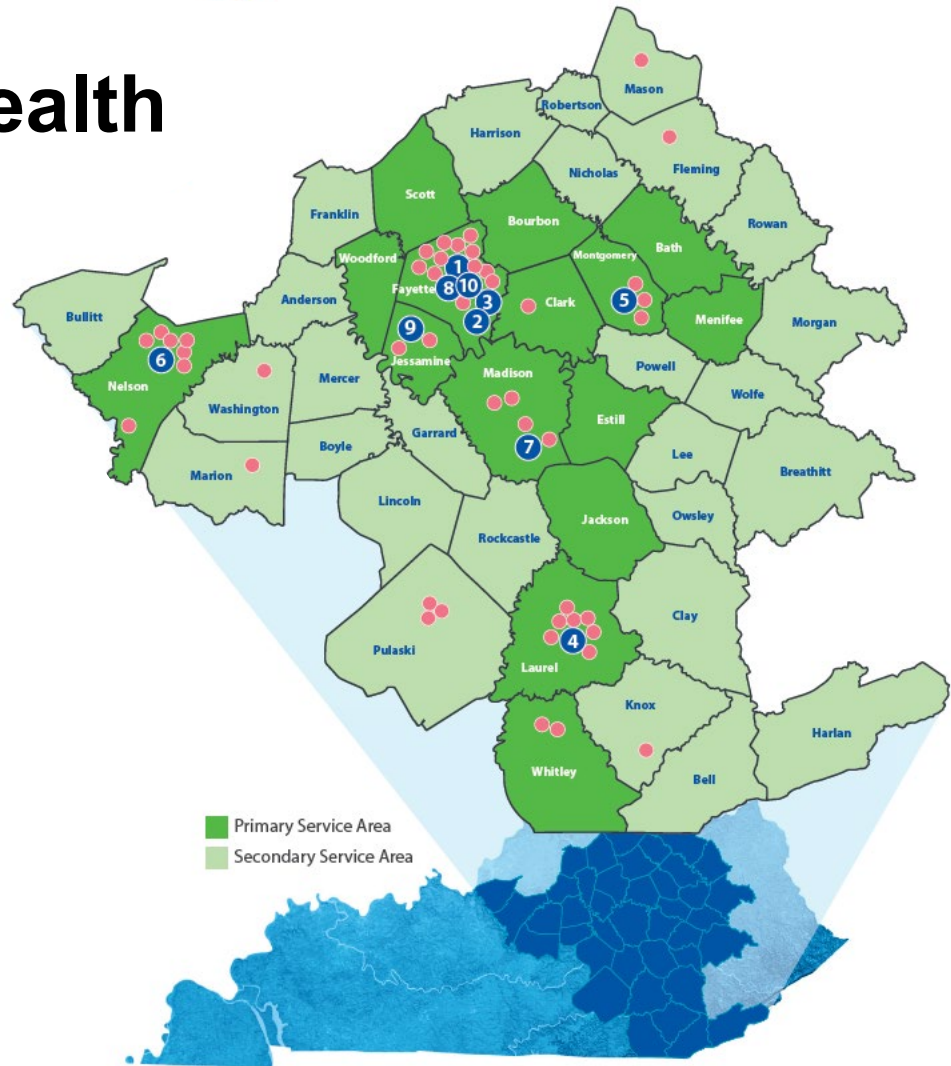 ealth
Mason
Robertson
Harrison
Nicholas
Fleming
Scott
Franklin
Bourbon
Rowan
Woodford
Bath
Montgomery
1
Fayette
8
10
3
2
Clark
5
Menifee
Morgan
Anderson
Bullitt
9
Jessamine
6
Nelson
Powell
Madison
Mercer
Washington
Wolfe
Estill
Garrard
Boyle
7
Lee
Breathitt
Marion
Lincoln
Jackson
Owsley
Rockcastle
Clay
4
Pulaski
Laurel
Knox
Harlan
Whitley
Bell
Primary Service Area
Secondary Service Area